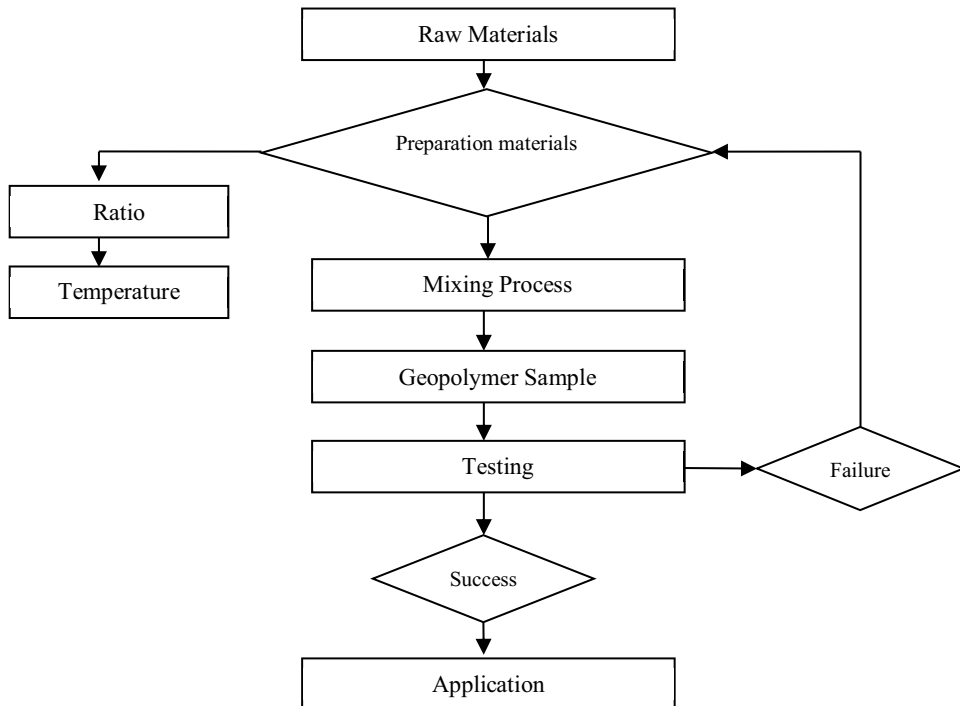 Raw Materials
Preparation materials
Ratio
Temperature
Mixing Process
Geopolymer Sample
Testing
Failure
Success
Application